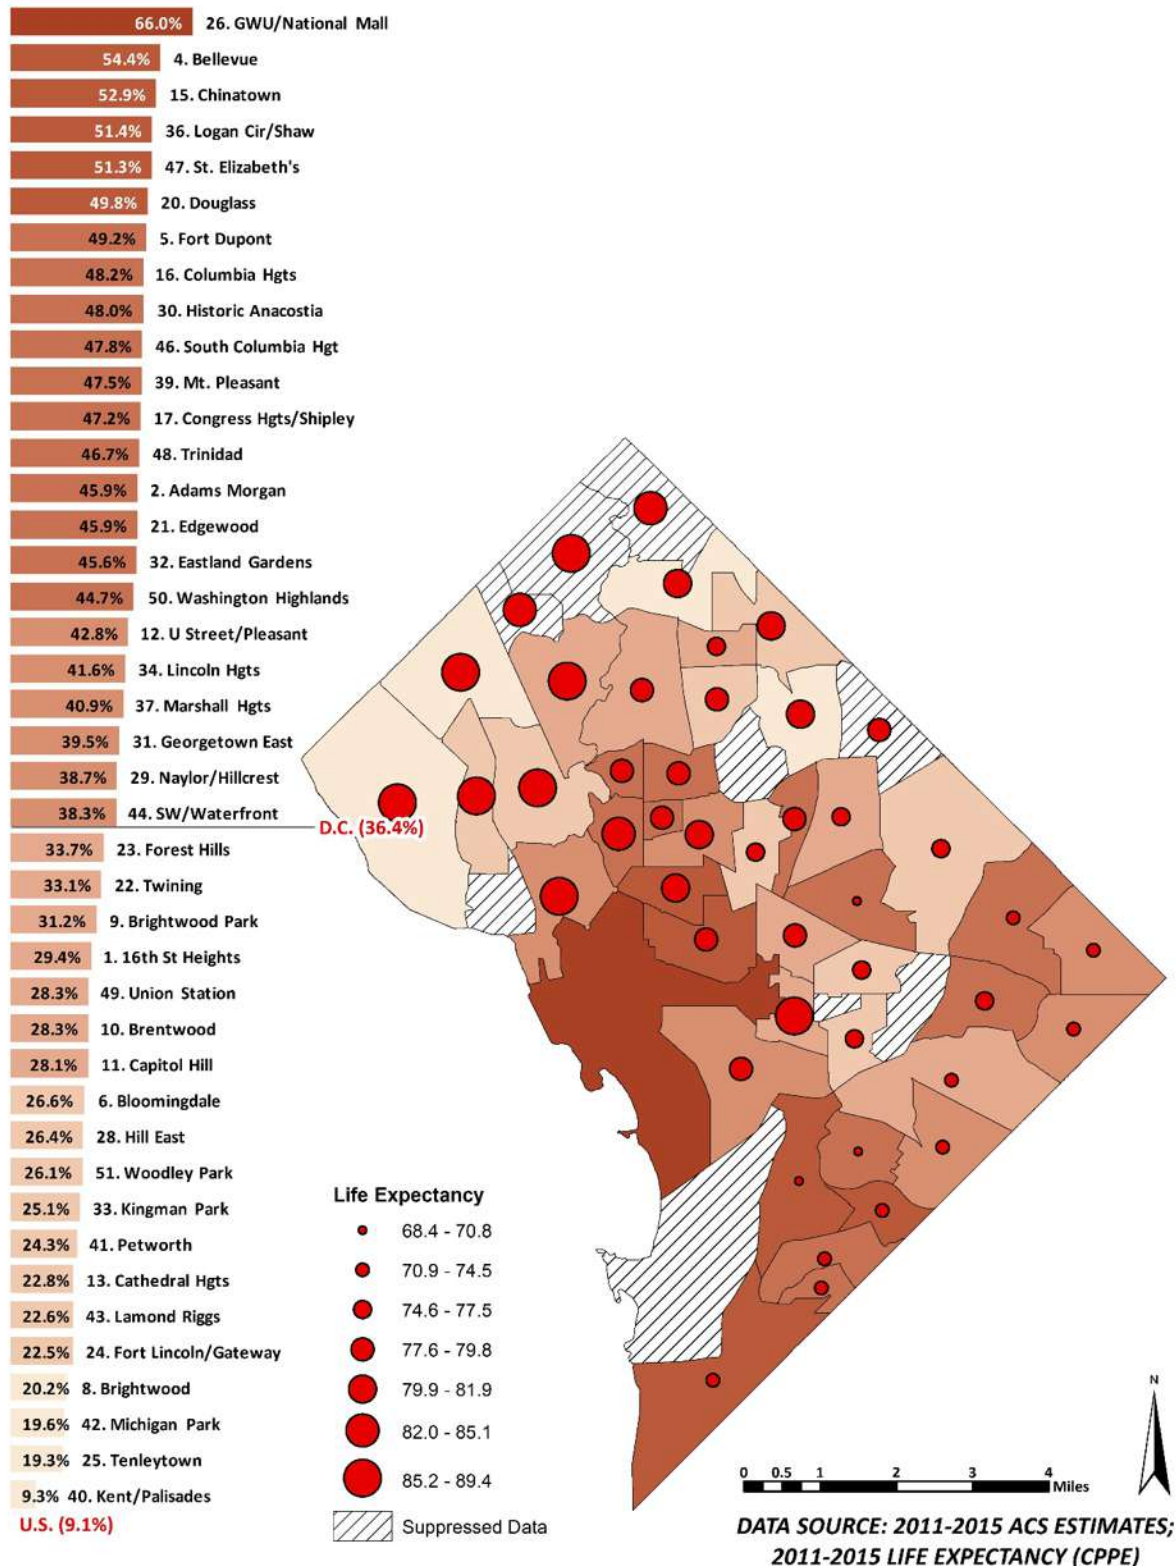 66.0% 26. GWU/National Mall
54.4% 4. Bellevue
52.9% 15. Chinatown
51.4% 36. Logan Cir/Shaw
51.3% 47. St. Elizabeth's
49.8% 20. Douglass
49.2% 5. Fort Dupont
48.2% 16. Columbia Hgts
48.0% 30. Historic Anacostia
47.8% 46. South Columbia Hgt
47.5% 39. Mt. Pleasant
47.2% 17. Congress Hgts/Shipley
46.7% 48. Trinidad
45.9% 2. Adams Morgan
45.9% 21. Edgewood
45.6% 32. Eastland Gardens
44.7% 50. Washington Highlands
42.8% 12. U Street/Pleasant
41.6% 34. Lincoln Hgts
40.9% 37. Marshall Hgts
39.5% 31. Georgetown East
38.7% 29. Naylor/Hillcrest
38.3% 44. SW/Waterfront
D.C. (36.4%)
33.7% 23. Forest Hills
33.1% 22. Twining
31.2% 9. Brightwood Park
29.4% 1. 16th St Heights
28.3% 49. Union Station
28.3% 10. Brentwood
28.1% 11. Capitol Hill
26.6% 6. Bloomingdale
26.4% 28. Hill East
26.1% 51. Woodley Park
25.1% 33. Kingman Park
24.3% 41. Petworth
22.8% 13. Cathedral Hgts
22.6% 43. Lamond Riggs
22.5% 24. Fort Lincoln/Gateway
20.2% 8. Brightwood
19.6% 42. Michigan Park
19.3% 25. Tenleytown
9.3% 40. Kent/Palisades
U.S. (9.1%)
Life Expectancy
68.4 - 70.8
70.9 - 74.5
74.6 - 77.5
77.6 - 79.8
79.9 - 81.9
82.0 - 85.1
85.2 - 89.4
Suppressed Data
N
0 0.5 1 2 3 4
Miles
DATA SOURCE: 2011-2015 ACS ESTIMATES;
2011-2015 LIFE EXPECTANCY (CPPE)